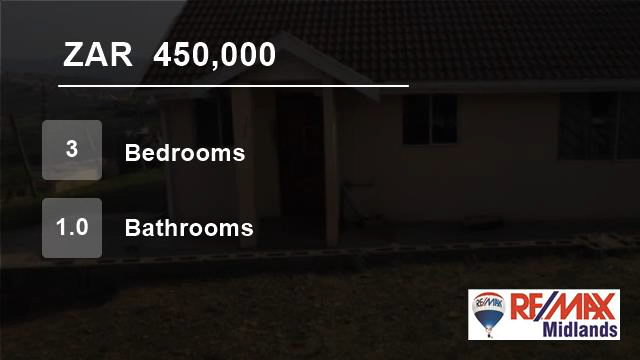 ZAR 450,000
3 Bedrooms
1.0 Bathrooms
RE/MAX RE/MAX
Midlands